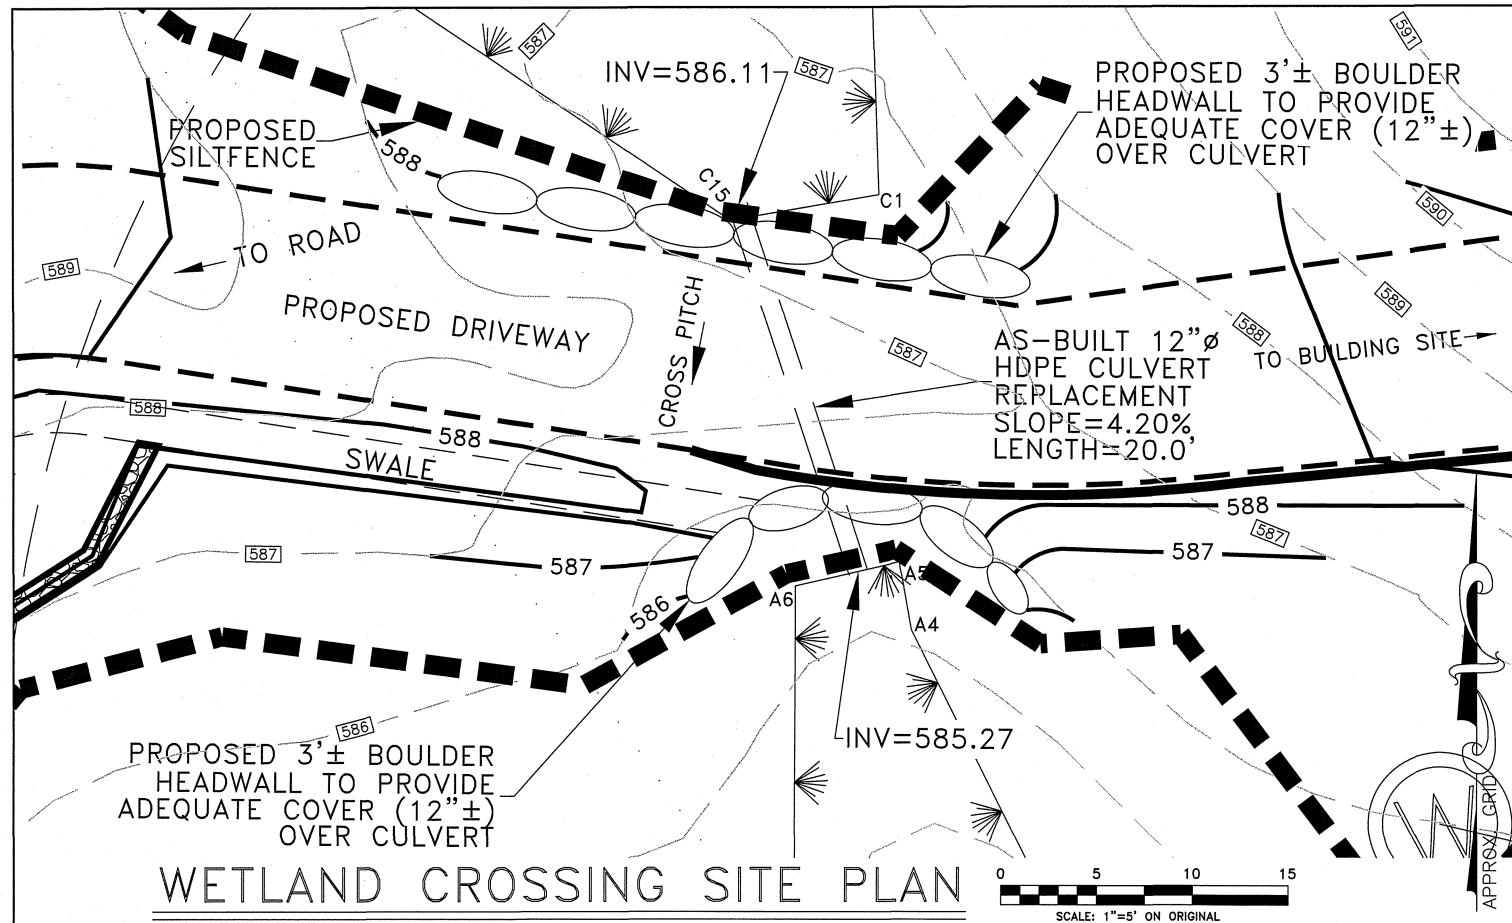 587
591
INV=586.11
587
PROPOSED 3'± BOULDER
HEADWALL TO PROVIDE
ADEQUATE COVER (12"±)
OVER CULVERT
PROPOSED
SILTFENCE
588
C15
C1
590
TO ROAD
589
PROPOSED DRIVEWAY
CROSS PITCH
589
588
587
AS-BUILT 12"ø
HDPE CULVERT
REPLACEMENT
SLOPE=4.20%
LENGTH=20.0'
TO BUILDING SITE
588
588
SWALE
588
587
587
587
587
A5
A6
586
A4
586
INV=585.27
PROPOSED 3'± BOULDER
HEADWALL TO PROVIDE
ADEQUATE COVER (12"±)
OVER CULVERT
APPROX. GRID
N
WETLAND CROSSING SITE PLAN
0 5 10 15
SCALE: 1"=5' ON ORIGINAL